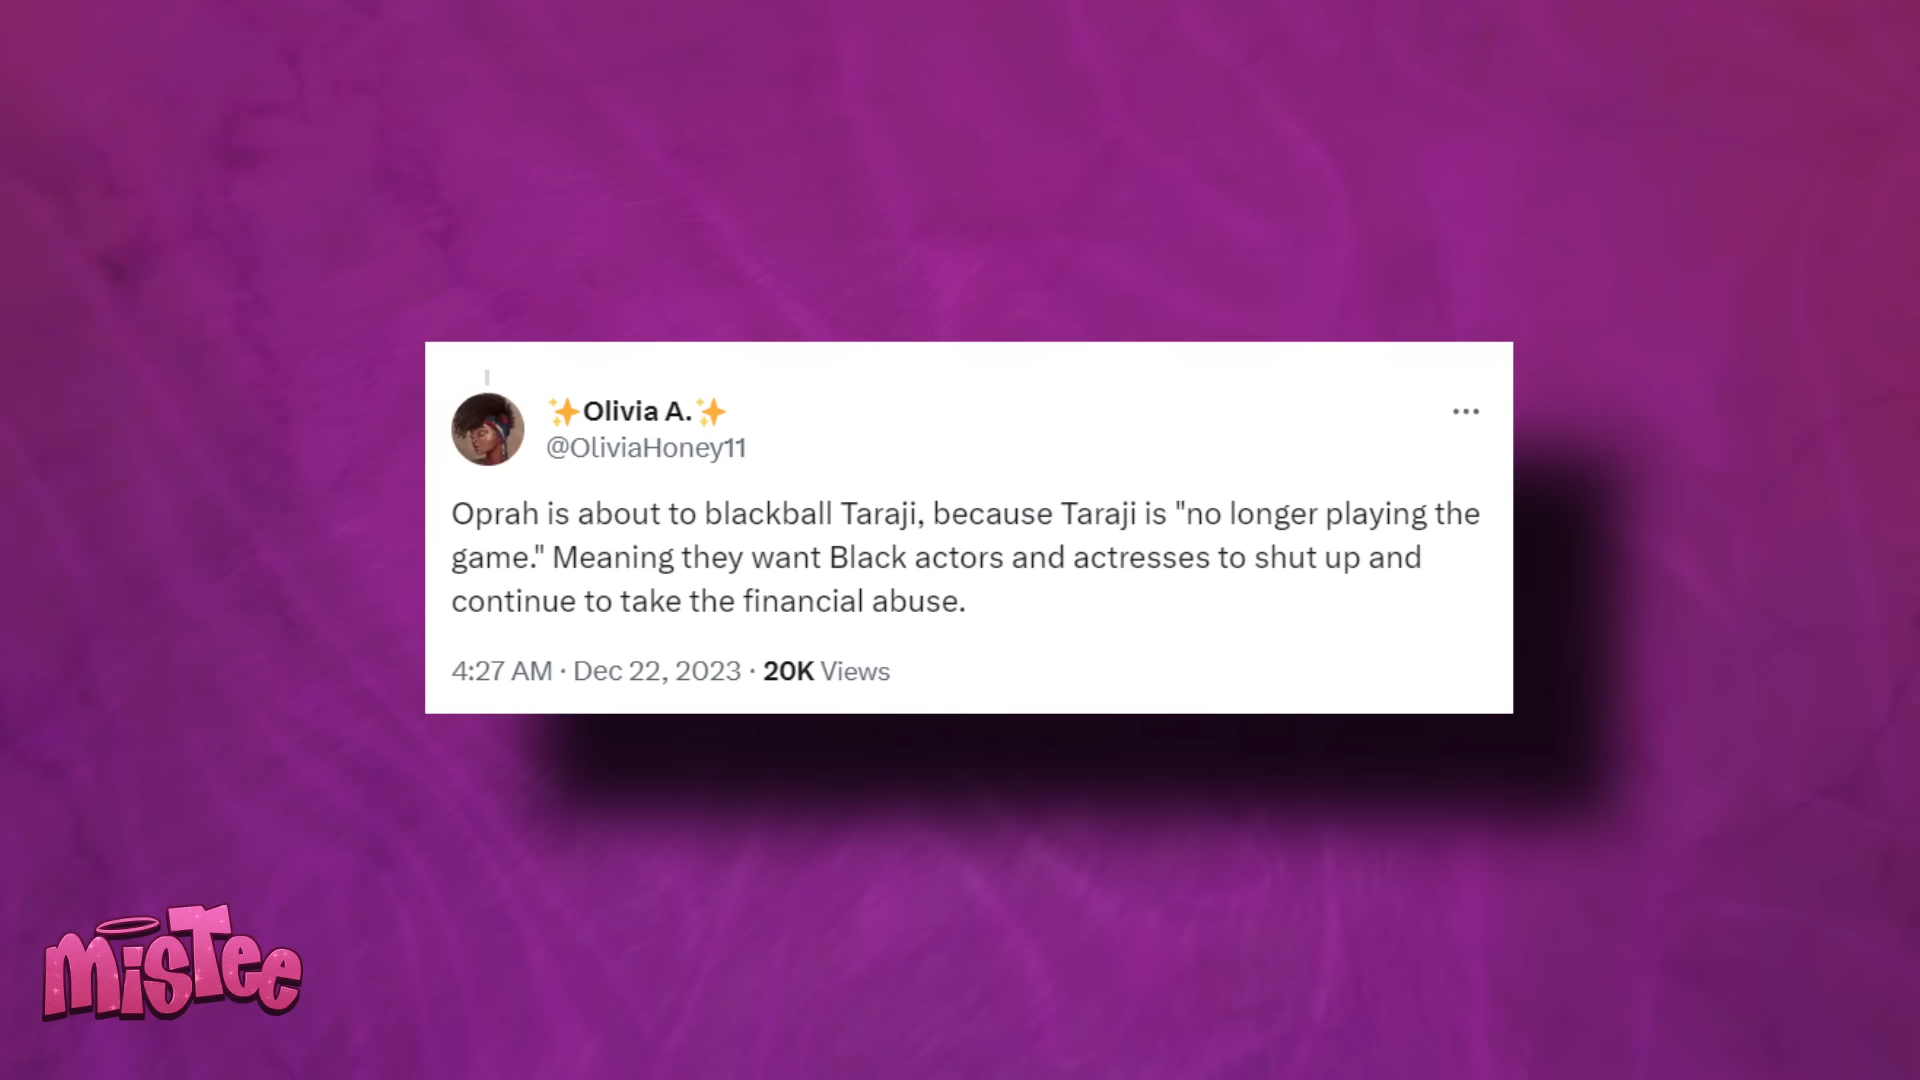 ✨Olivia A.✨
@OliviaHoney11
Oprah is about to blackball Taraji, because Taraji is "no longer playing the
game." Meaning they want Black actors and actresses to shut up and
continue to take the financial abuse.
4:27 AM · Dec 22, 2023 · 20K Views
misTee